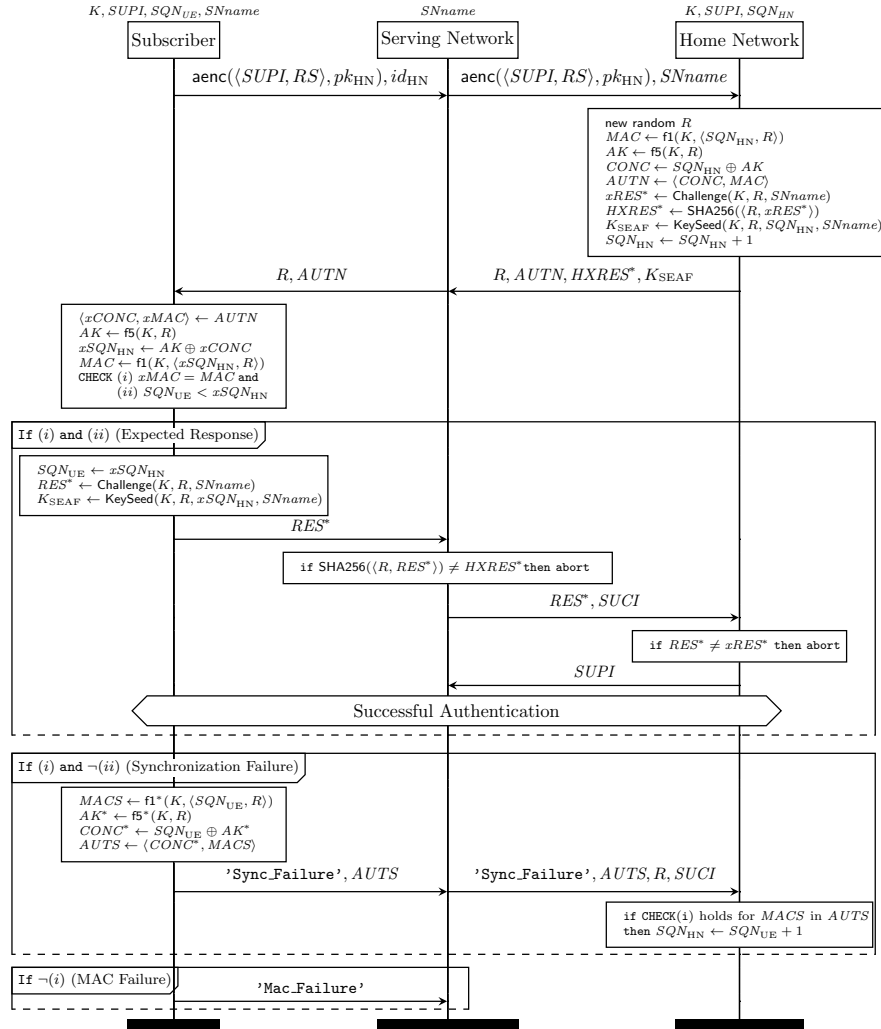 K, SUPI, SQN_UE, SNname
SNname
K, SUPI, SQN_HN
Subscriber
Serving Network
Home Network
aenc(⟨SUPI, RS⟩, pk_HN), id_HN
aenc(⟨SUPI, RS⟩, pk_HN), SNname
new random R
MAC ← f1(K, ⟨SQN_HN, R⟩)
AK ← f5(K, R)
CONC ← SQN_HN ⊕ AK
AUTN ← ⟨CONC, MAC⟩
xRES* ← Challenge(K, R, SNname)
HXRES* ← SHA256(⟨R, xRES*⟩)
K_SEAF ← KeySeed(K, R, SQN_HN, SNname)
SQN_HN ← SQN_HN + 1
R, AUTN
R, AUTN, HXRES*, K_SEAF
⟨xCONC, xMAC⟩ ← AUTN
AK ← f5(K, R)
xSQN_HN ← AK ⊕ xCONC
MAC ← f1(K, ⟨xSQN_HN, R⟩)
CHECK (i) xMAC = MAC and
(ii) SQN_UE < xSQN_HN
If (i) and (ii) (Expected Response)
SQN_UE ← xSQN_HN
RES* ← Challenge(K, R, SNname)
K_SEAF ← KeySeed(K, R, xSQN_HN, SNname)
RES*
if SHA256(⟨R, RES*⟩) ≠ HXRES* then abort
RES*, SUCI
if RES* ≠ xRES* then abort
SUPI
Successful Authentication
If (i) and ¬(ii) (Synchronization Failure)
MACS ← f1*(K, ⟨SQN_UE, R⟩)
AK* ← f5*(K, R)
CONC* ← SQN_UE ⊕ AK*
AUTS ← ⟨CONC*, MACS⟩
'Sync_Failure', AUTS
'Sync_Failure', AUTS, R, SUCI
if CHECK(i) holds for MACS in AUTS
then SQN_HN ← SQN_UE + 1
If ¬(i) (MAC Failure)
'Mac_Failure'